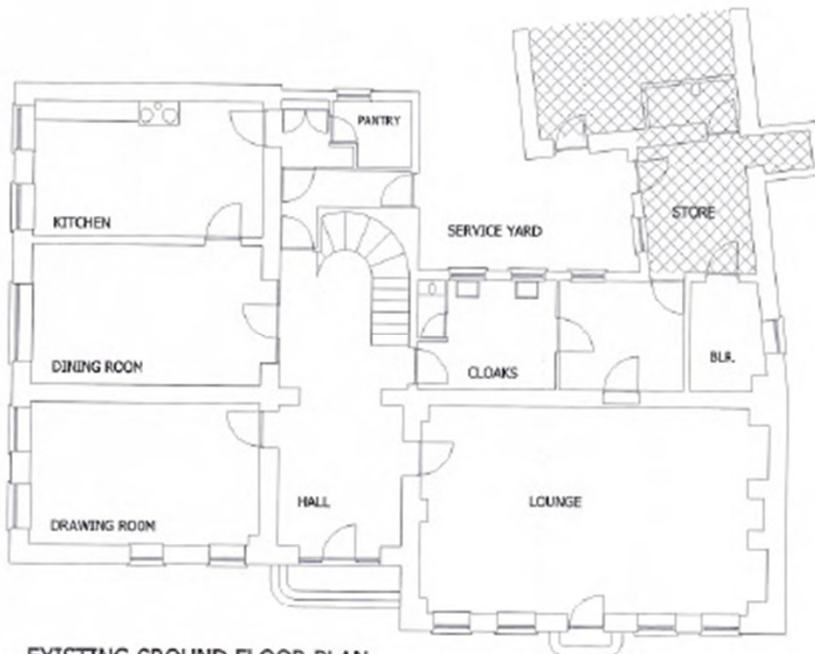 PANTRY
KITCHEN
SERVICE YARD
STORE
DINING ROOM
CLOAKS
BLR.
HALL
LOUNGE
DRAWING ROOM
EXISTING GROUND FLOOR PLAN